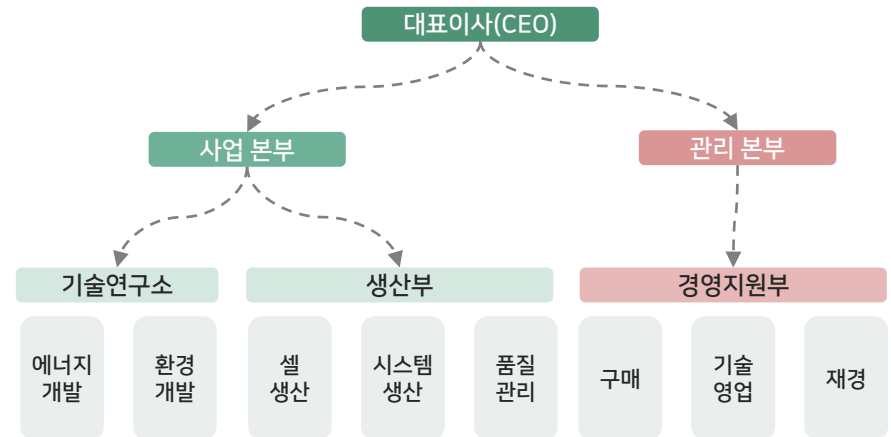 대표이사(CEO)
사업 본부
관리 본부
기술연구소
생산부
경영지원부
에너지
개발
환경
개발
셀
생산
시스템
생산
품질
관리
구매
기술
영업
재경